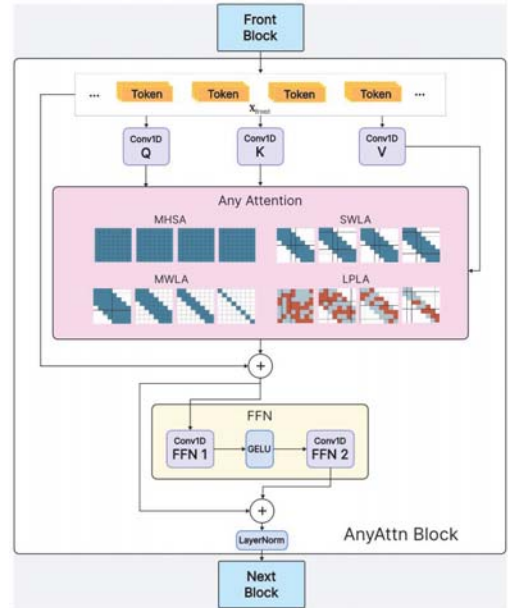 Front
Block
... Token Token Token Token ...
X_front
Conv1D Conv1D Conv1D
Q K V
Any Attention
MHSA SWLA
MWLA LPLA
+
FFN
Conv1D Conv1D
FFN 1 GELU FFN 2
+
LayerNorm
AnyAttn Block
Next
Block